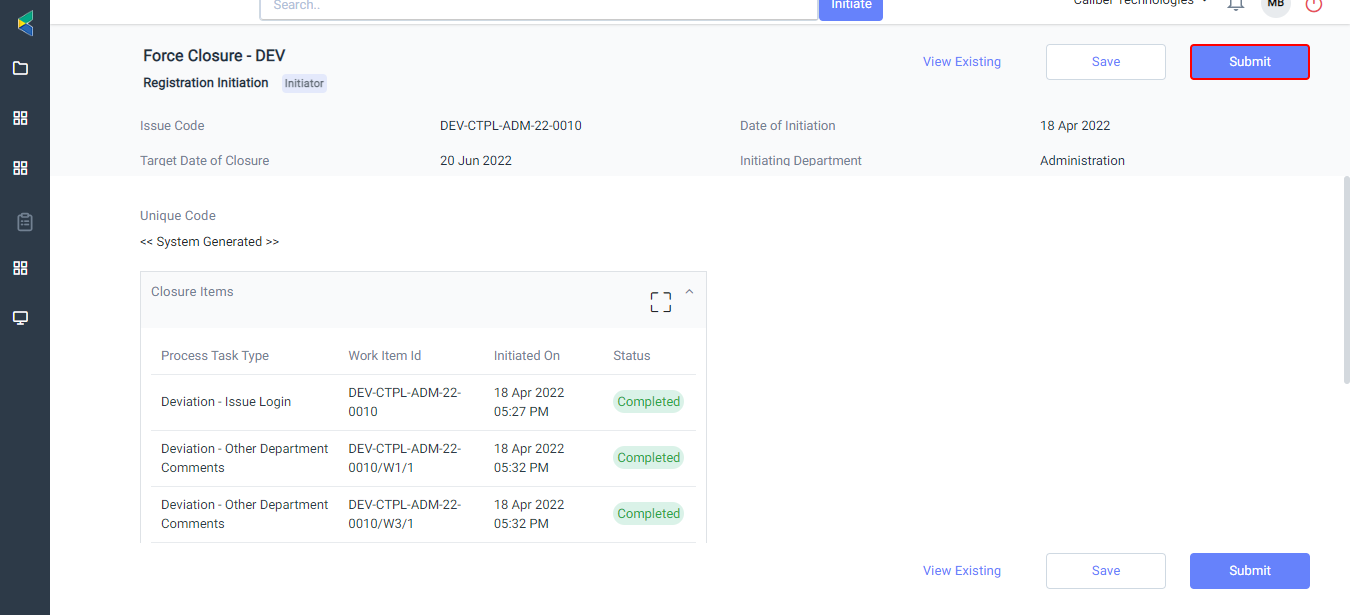 Search..
Initiate
Caliber Technologies
MB
Force Closure - DEV
View Existing
Save
Submit
Registration Initiation Initiator
Issue Code DEV-CTPL-ADM-22-0010 Date of Initiation 18 Apr 2022
Target Date of Closure 20 Jun 2022 Initiating Department Administration
Unique Code
<< System Generated >>
Closure Items
Process Task Type Work Item Id Initiated On Status
Deviation - Issue Login DEV-CTPL-ADM-22-
0010 18 Apr 2022
05:27 PM Completed
Deviation - Other Department
Comments DEV-CTPL-ADM-22-
0010/W1/1 18 Apr 2022
05:32 PM Completed
Deviation - Other Department
Comments DEV-CTPL-ADM-22-
0010/W3/1 18 Apr 2022
05:32 PM Completed
View Existing
Save
Submit